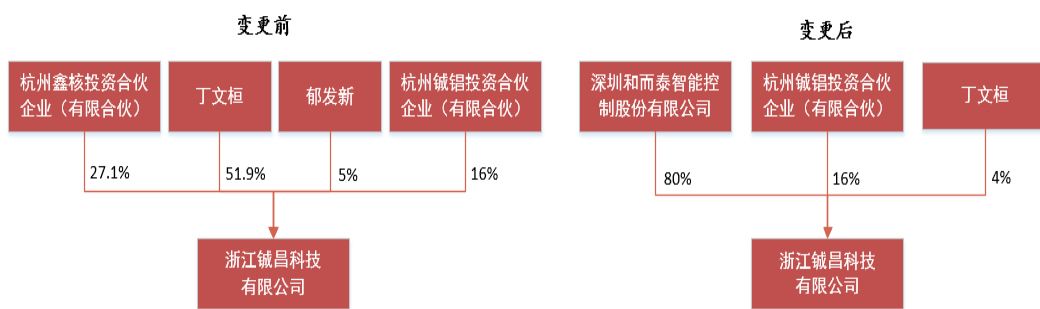 变更前
杭州鑫核投资合伙
企业（有限合伙）
丁文桓
郁发新
杭州铖锠投资合伙
企业（有限合伙）
27.1%
51.9%
5%
16%
浙江铖昌科技
有限公司
变更后
深圳和而泰智能控
制股份有限公司
杭州铖锠投资合伙
企业（有限合伙）
丁文桓
80%
16%
4%
浙江铖昌科技
有限公司